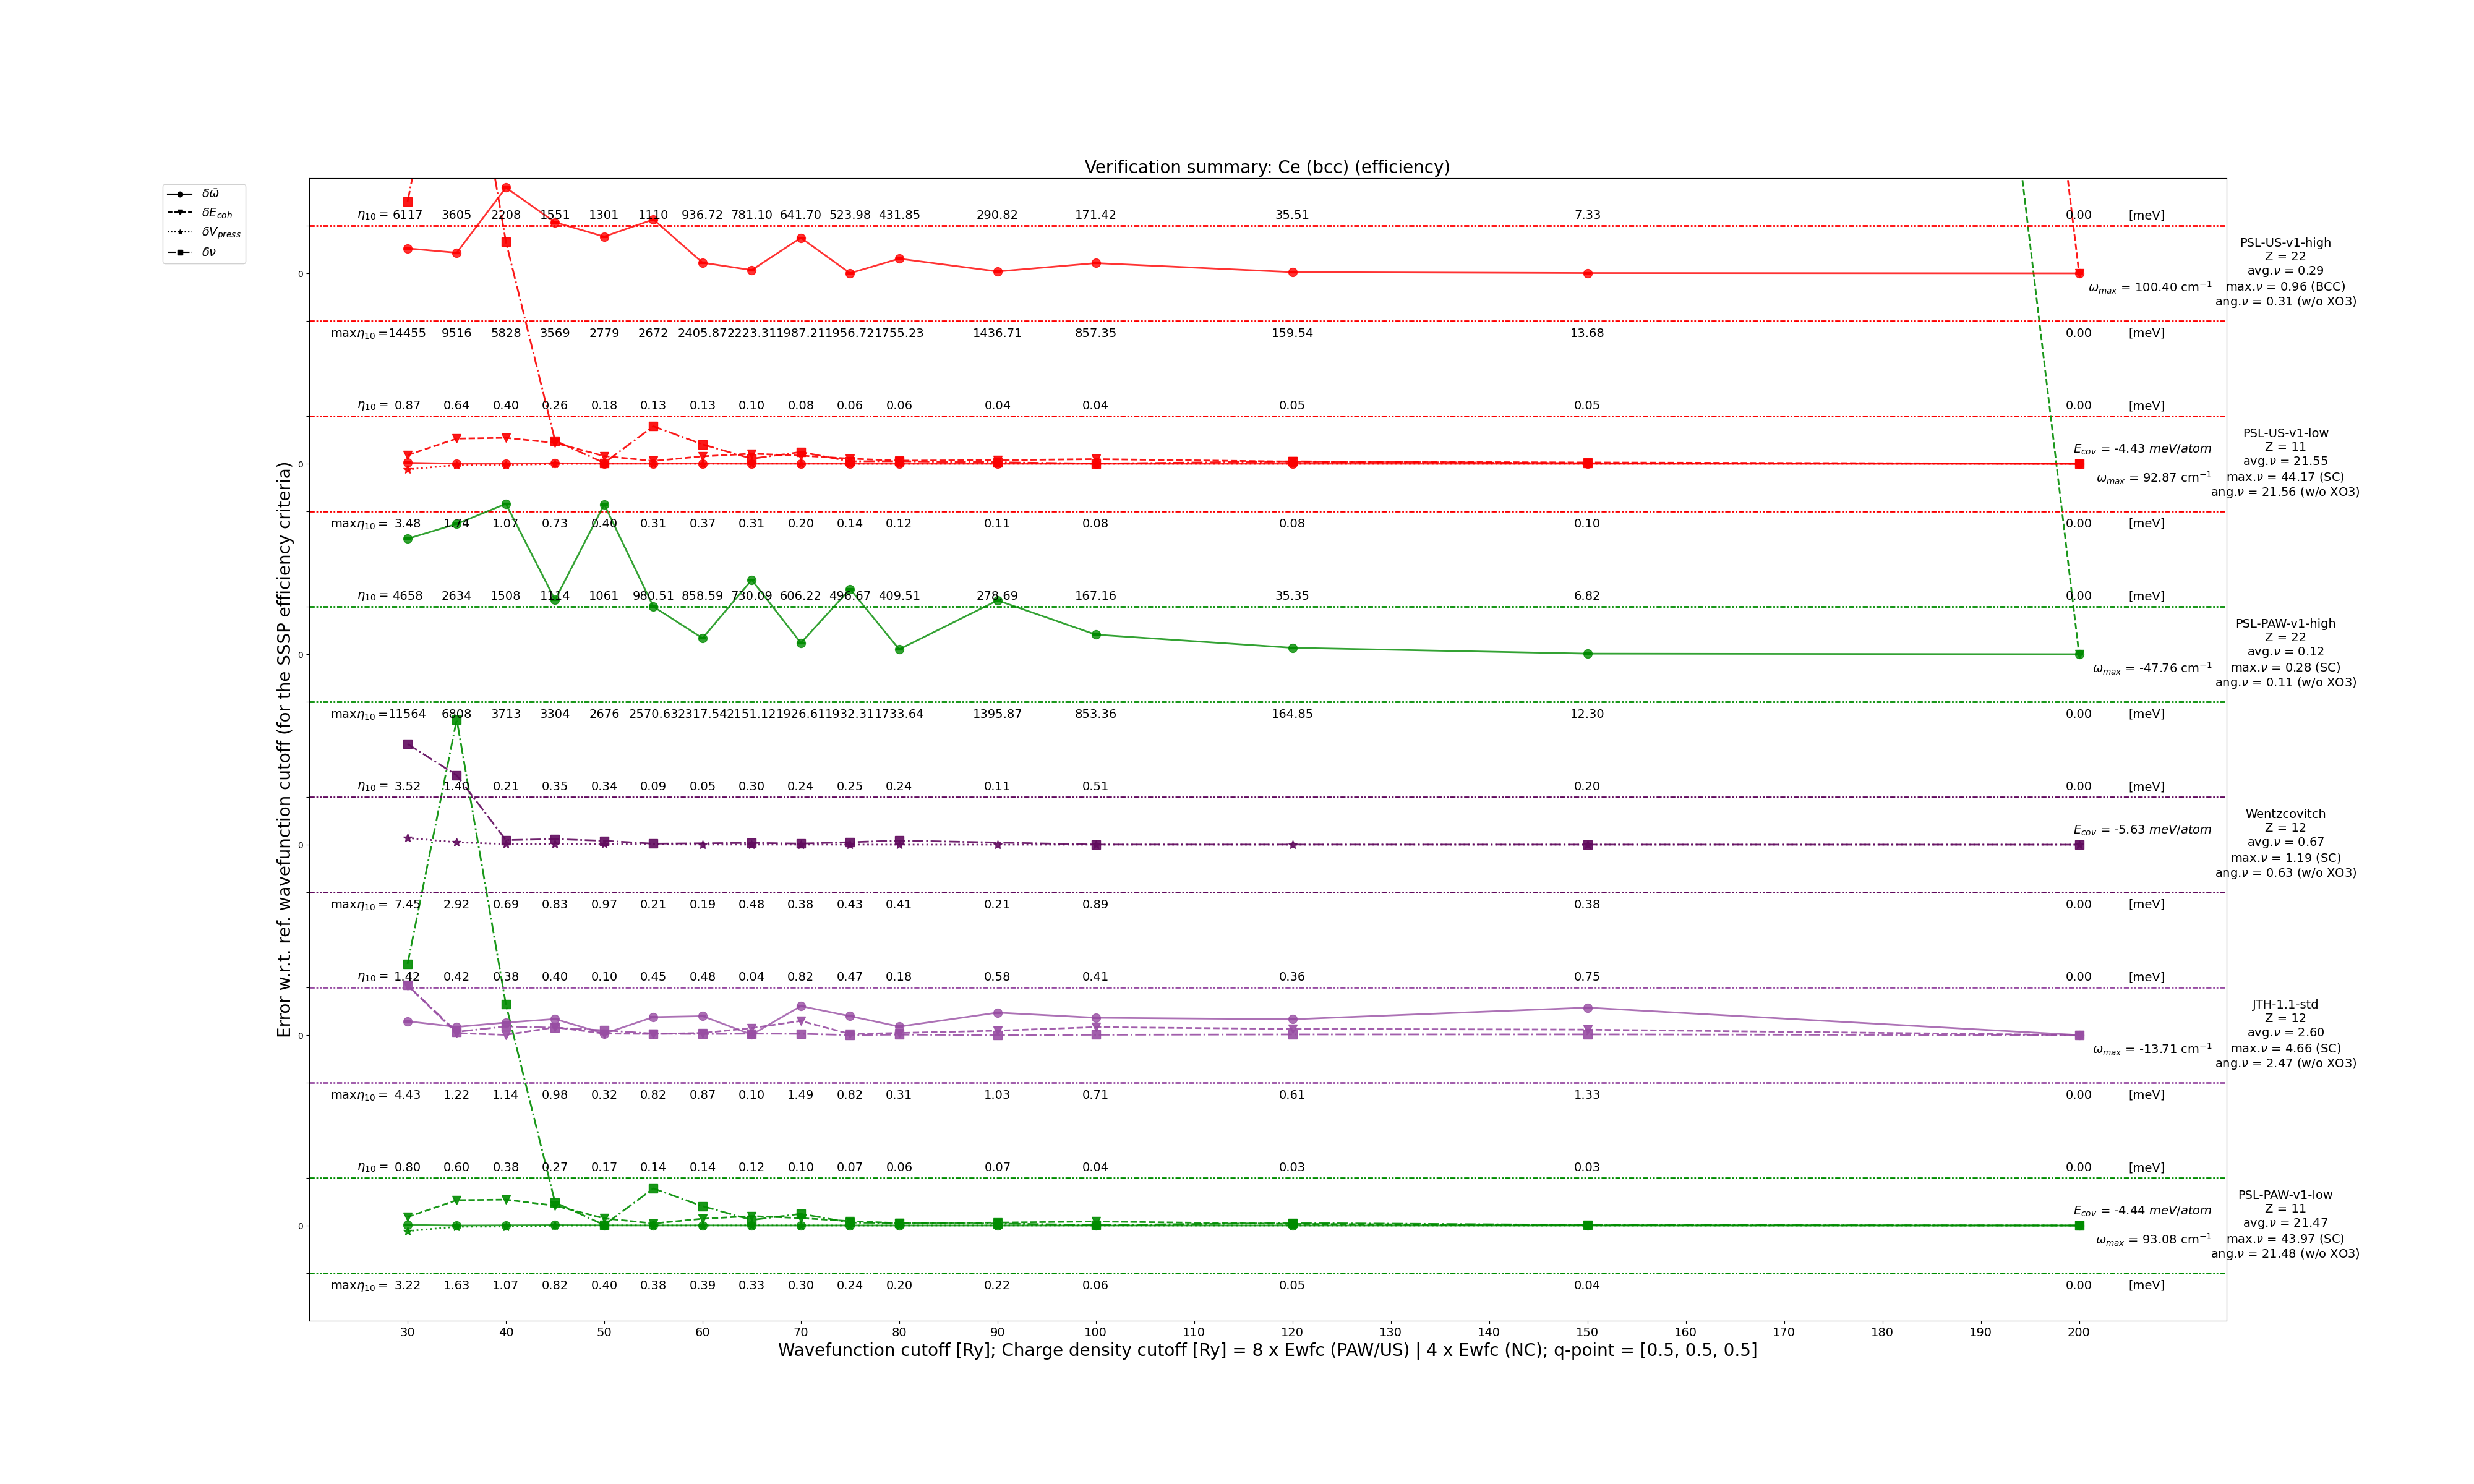 Verification summary: Ce (bcc) (efficiency)
δω̄
δE_coh
δV_press
δν
Error w.r.t. ref. wavefunction cutoff (for the SSSP efficiency criteria)
η₁₀ = 6117 3605 2208 1551 1301 1110 936.72 781.10 641.70 523.98 431.85 290.82 171.42 35.51 7.33 0.00 [meV]
PSL-US-v1-high
Z = 22
avg.ν = 0.29
0
ω_max = 100.40 cm⁻¹
max.ν = 0.96 (BCC)
ang.ν = 0.31 (w/o XO3)
maxη₁₀ = 14455 9516 5828 3569 2779 2672 2405.87 2223.31 1987.21 1956.72 1755.23 1436.71 857.35 159.54 13.68 0.00 [meV]
η₁₀ = 0.87 0.64 0.40 0.26 0.18 0.13 0.13 0.10 0.08 0.06 0.06 0.04 0.04 0.05 0.05 0.00 [meV]
PSL-US-v1-low
Z = 11
E_cov = -4.43 meV/atom
avg.ν = 21.55
0
ω_max = 92.87 cm⁻¹
max.ν = 44.17 (SC)
ang.ν = 21.56 (w/o XO3)
maxη₁₀ = 3.48 1.74 1.07 0.73 0.40 0.31 0.37 0.31 0.20 0.14 0.12 0.11 0.08 0.08 0.10 0.00 [meV]
η₁₀ = 4658 2634 1508 1114 1061 980.51 858.59 730.09 606.22 496.67 409.51 278.69 167.16 35.35 6.82 0.00 [meV]
PSL-PAW-v1-high
Z = 22
avg.ν = 0.12
0
ω_max = -47.76 cm⁻¹
max.ν = 0.28 (SC)
ang.ν = 0.11 (w/o XO3)
maxη₁₀ = 11564 6808 3713 3304 2676 2570.63 2317.54 2151.12 1926.61 1932.31 1733.64 1395.87 853.36 164.85 12.30 0.00 [meV]
η₁₀ = 3.52 1.40 0.21 0.35 0.34 0.09 0.05 0.30 0.24 0.25 0.24 0.11 0.51 0.20 0.00 [meV]
Wentzcovitch
Z = 12
E_cov = -5.63 meV/atom
avg.ν = 0.67
0
max.ν = 1.19 (SC)
ang.ν = 0.63 (w/o XO3)
maxη₁₀ = 7.45 2.92 0.69 0.83 0.97 0.21 0.19 0.48 0.38 0.43 0.41 0.21 0.89 0.38 0.00 [meV]
η₁₀ = 1.42 0.42 0.38 0.40 0.10 0.45 0.48 0.04 0.82 0.47 0.18 0.58 0.41 0.36 0.75 0.00 [meV]
JTH-1.1-std
Z = 12
avg.ν = 2.60
0
ω_max = -13.71 cm⁻¹
max.ν = 4.66 (SC)
ang.ν = 2.47 (w/o XO3)
maxη₁₀ = 4.43 1.22 1.14 0.98 0.32 0.82 0.87 0.10 1.49 0.82 0.31 1.03 0.71 0.61 1.33 0.00 [meV]
η₁₀ = 0.80 0.60 0.38 0.27 0.17 0.14 0.14 0.12 0.10 0.07 0.06 0.07 0.04 0.03 0.03 0.00 [meV]
PSL-PAW-v1-low
Z = 11
E_cov = -4.44 meV/atom
avg.ν = 21.47
0
ω_max = 93.08 cm⁻¹
max.ν = 43.97 (SC)
ang.ν = 21.48 (w/o XO3)
maxη₁₀ = 3.22 1.63 1.07 0.82 0.40 0.38 0.39 0.33 0.30 0.24 0.20 0.22 0.06 0.05 0.04 0.00 [meV]
30 40 50 60 70 80 90 100 110 120 130 140 150 160 170 180 190 200
Wavefunction cutoff [Ry]; Charge density cutoff [Ry] = 8 x Ewfc (PAW/US) | 4 x Ewfc (NC); q-point = [0.5, 0.5, 0.5]